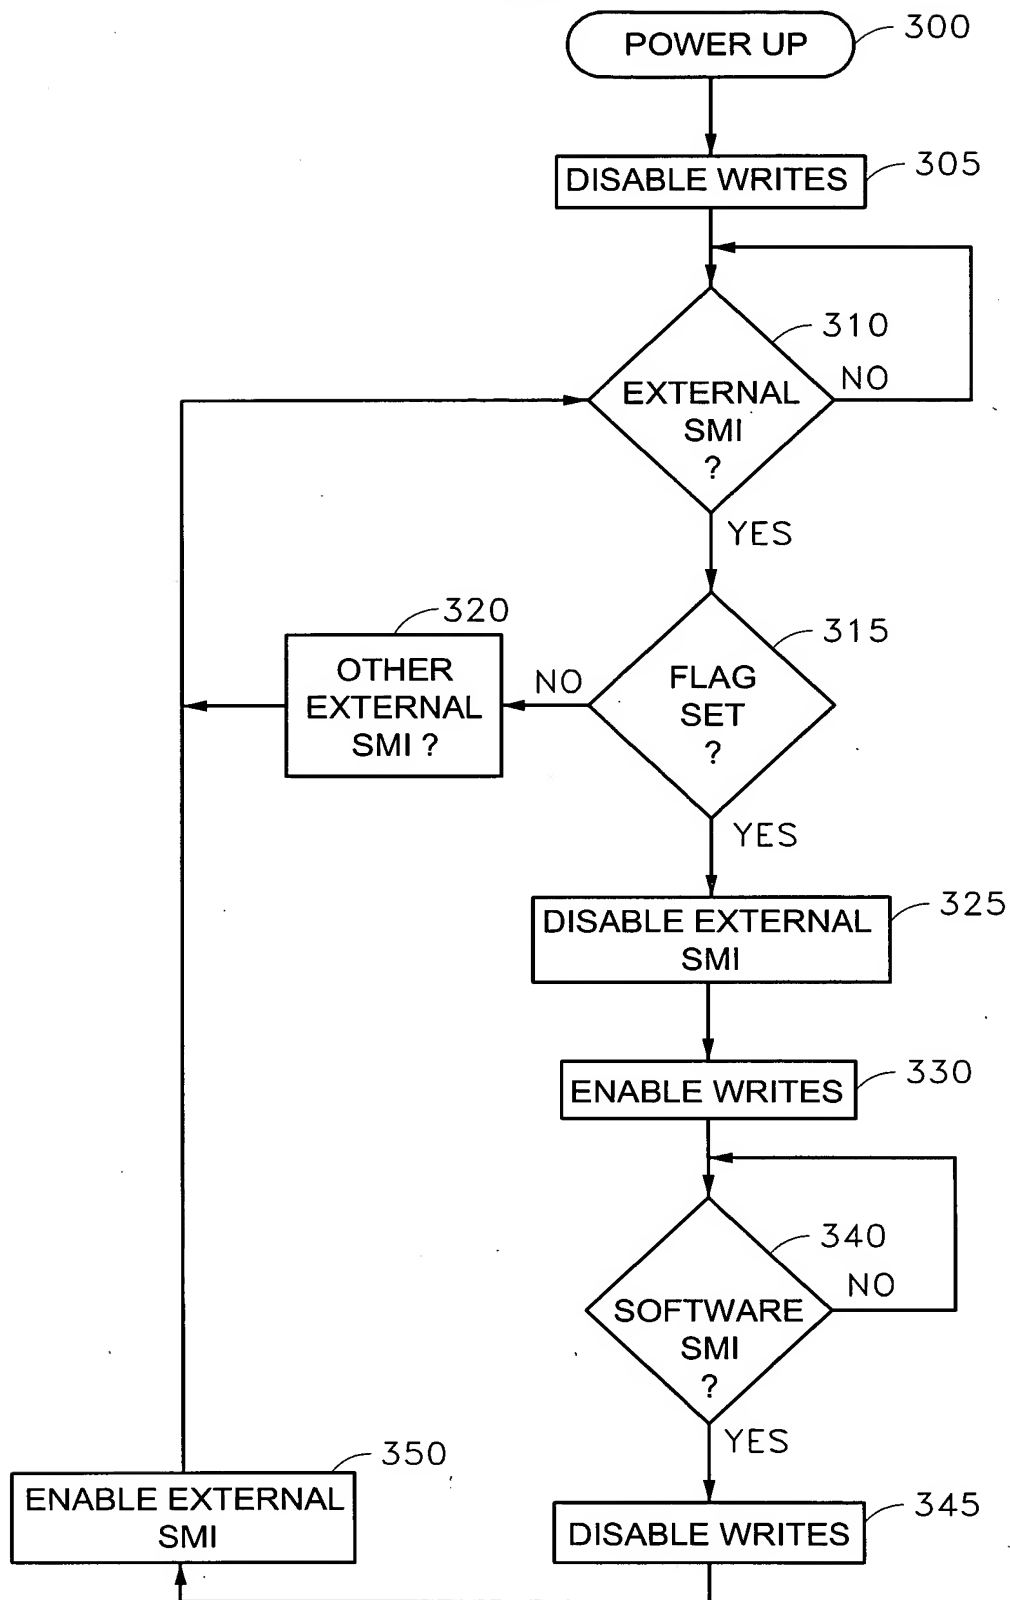 POWER UP
300
DISABLE WRITES
305
310
EXTERNAL
SMI
?
NO
YES
320
OTHER
EXTERNAL
SMI ?
NO
315
FLAG
SET
?
YES
325
DISABLE EXTERNAL
SMI
330
ENABLE WRITES
340
SOFTWARE
SMI
?
NO
YES
350
ENABLE EXTERNAL
SMI
345
DISABLE WRITES